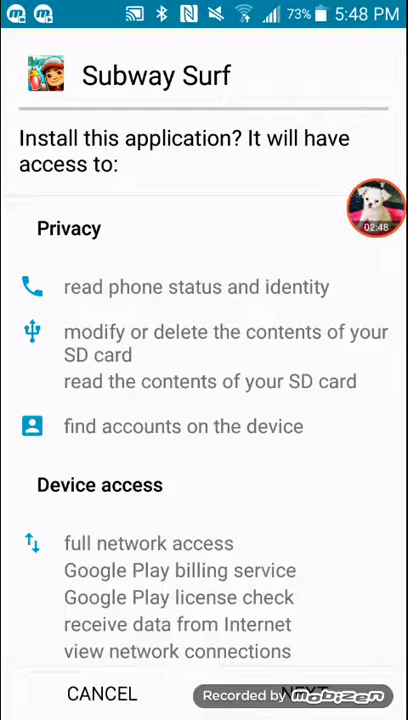 73% 5:48 PM
Subway Surf
Install this application? It will have
access to:
Privacy
02:48
read phone status and identity
modify or delete the contents of your
SD card
read the contents of your SD card
find accounts on the device
Device access
full network access
Google Play billing service
Google Play license check
receive data from Internet
view network connections
CANCEL
NEXT
Recorded by mobizen